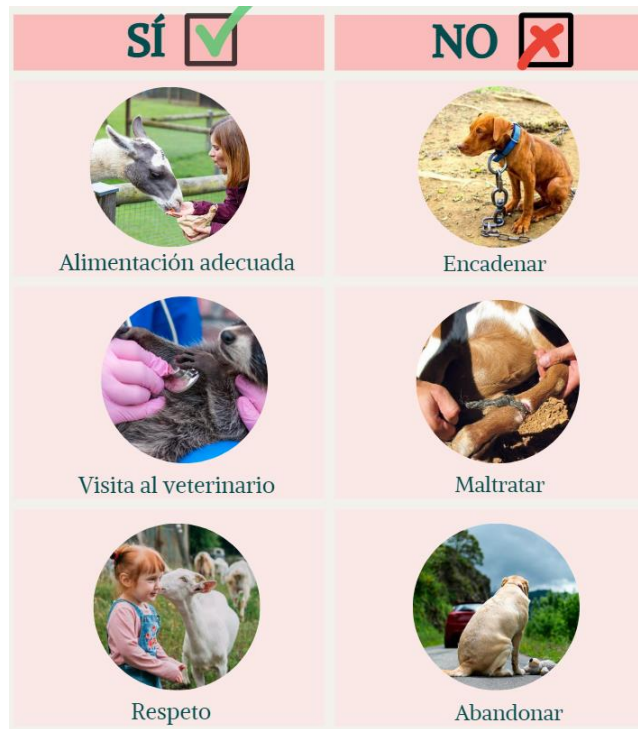 SÍ
NO
Alimentación adecuada
Encadenar
Visita al veterinario
Maltratar
Respeto
Abandonar